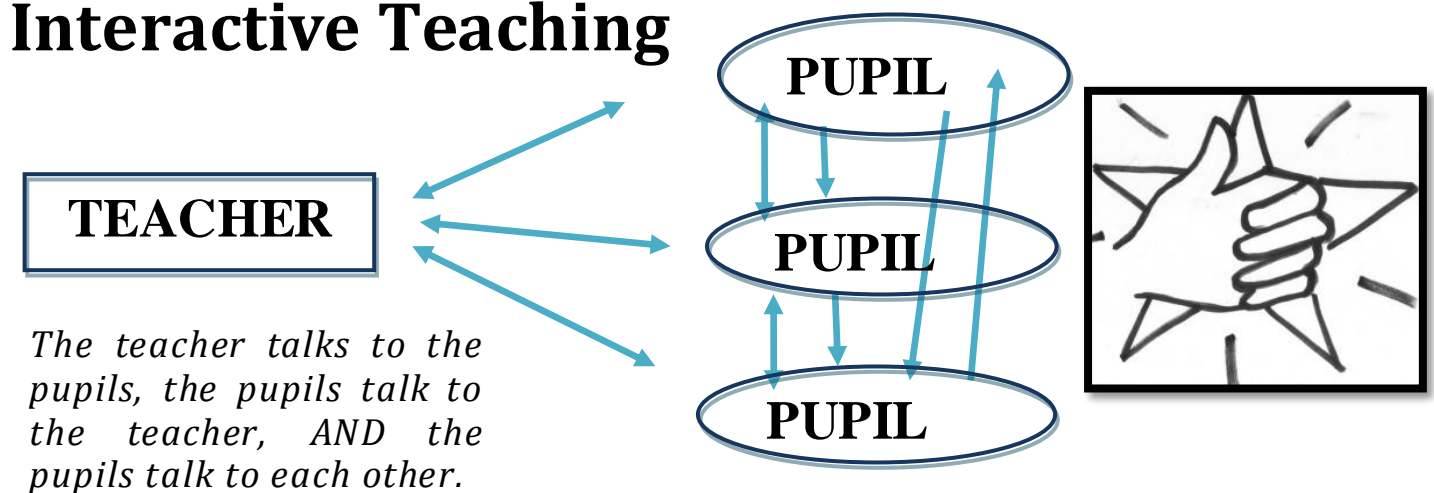 Interactive Teaching
PUPIL
TEACHER
PUPIL
The teacher talks to the
pupils, the pupils talk to
the teacher, AND the
pupils talk to each other.
PUPIL